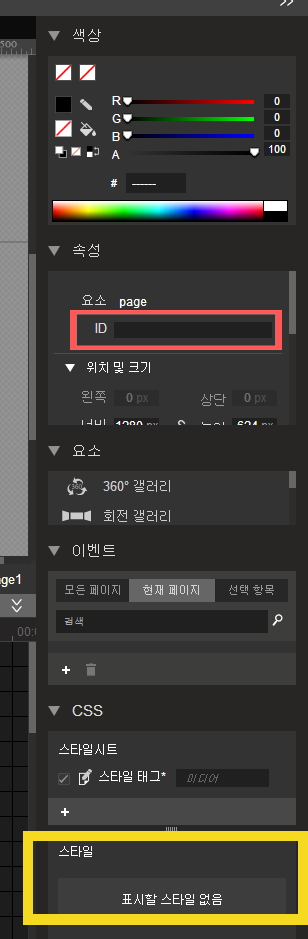 500
색상
R 0
G 0
B 0
A 100
# ------
속성
요소 page
ID
위치 및 크기
왼쪽 0 px 상단 0 px
너비 1280 px 높이 624 px
요소
360° 갤러리
회전 갤러리
이벤트
age1
모든 페이지 현재 페이지 선택 항목
검색
00:0
CSS
스타일시트
스타일 태그* 미디어
스타일
표시할 스타일 없음